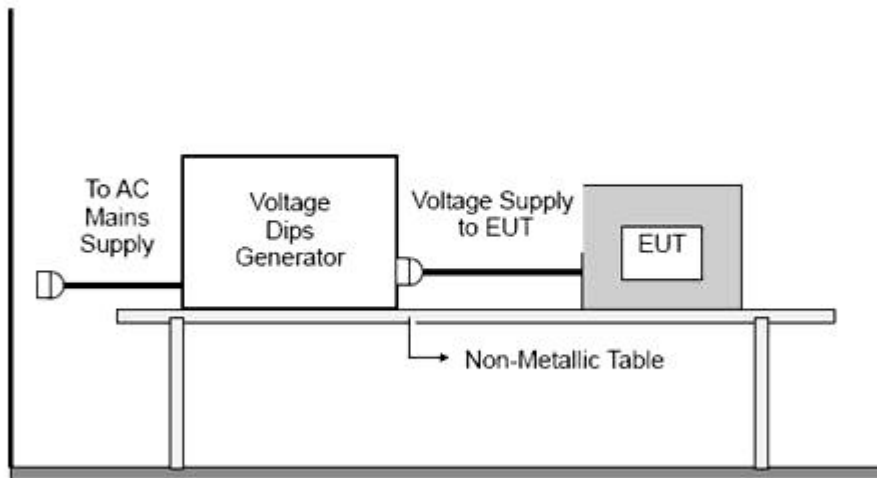 To AC
Mains
Supply
Voltage
Dips
Generator
Voltage Supply
to EUT
EUT
Non-Metallic Table